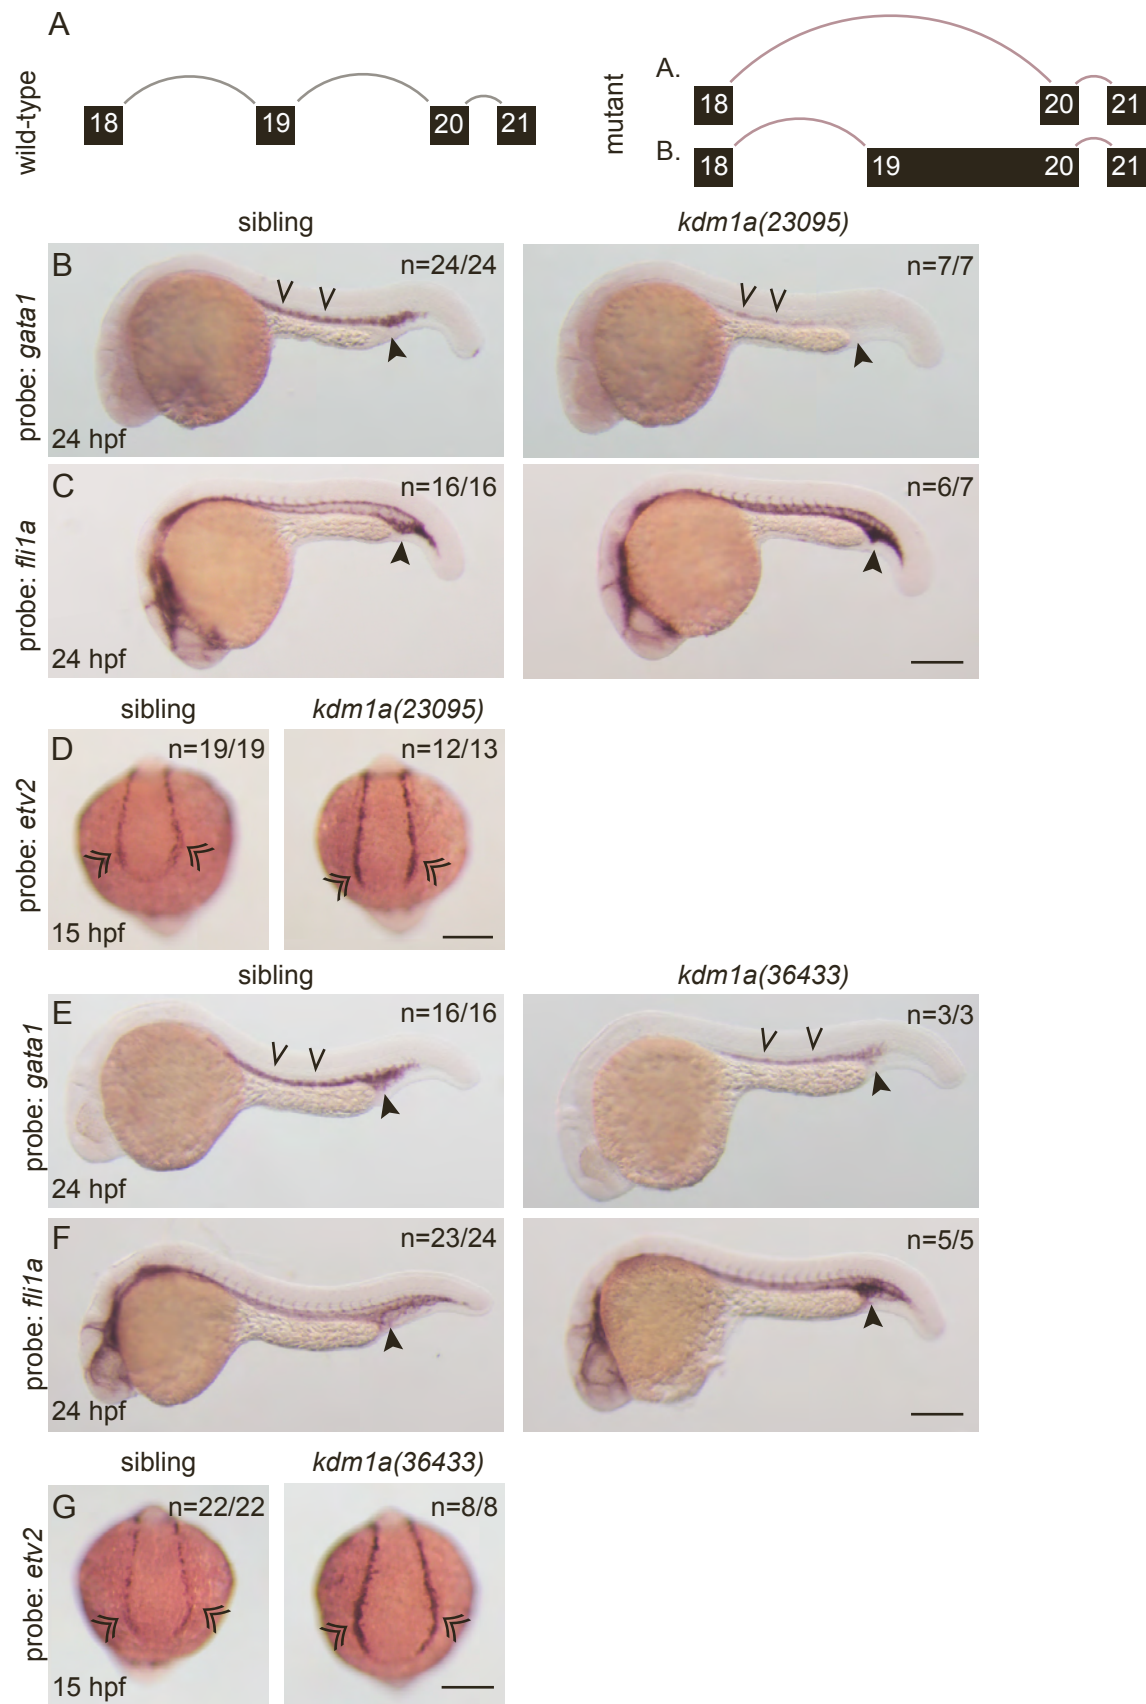 A
wild-type
18 19 20 21
mutant
A.
18 20 21
B.
18 19 20 21
sibling kdm1a(23095)
probe: gata1
B n=24/24 n=7/7
24 hpf
probe: fli1a
C n=16/16 n=6/7
24 hpf
sibling kdm1a(23095)
probe: etv2
D n=19/19 n=12/13
15 hpf
sibling kdm1a(36433)
probe: gata1
E n=16/16 n=3/3
24 hpf
probe: fli1a
F n=23/24 n=5/5
24 hpf
sibling kdm1a(36433)
probe: etv2
G n=22/22 n=8/8
15 hpf